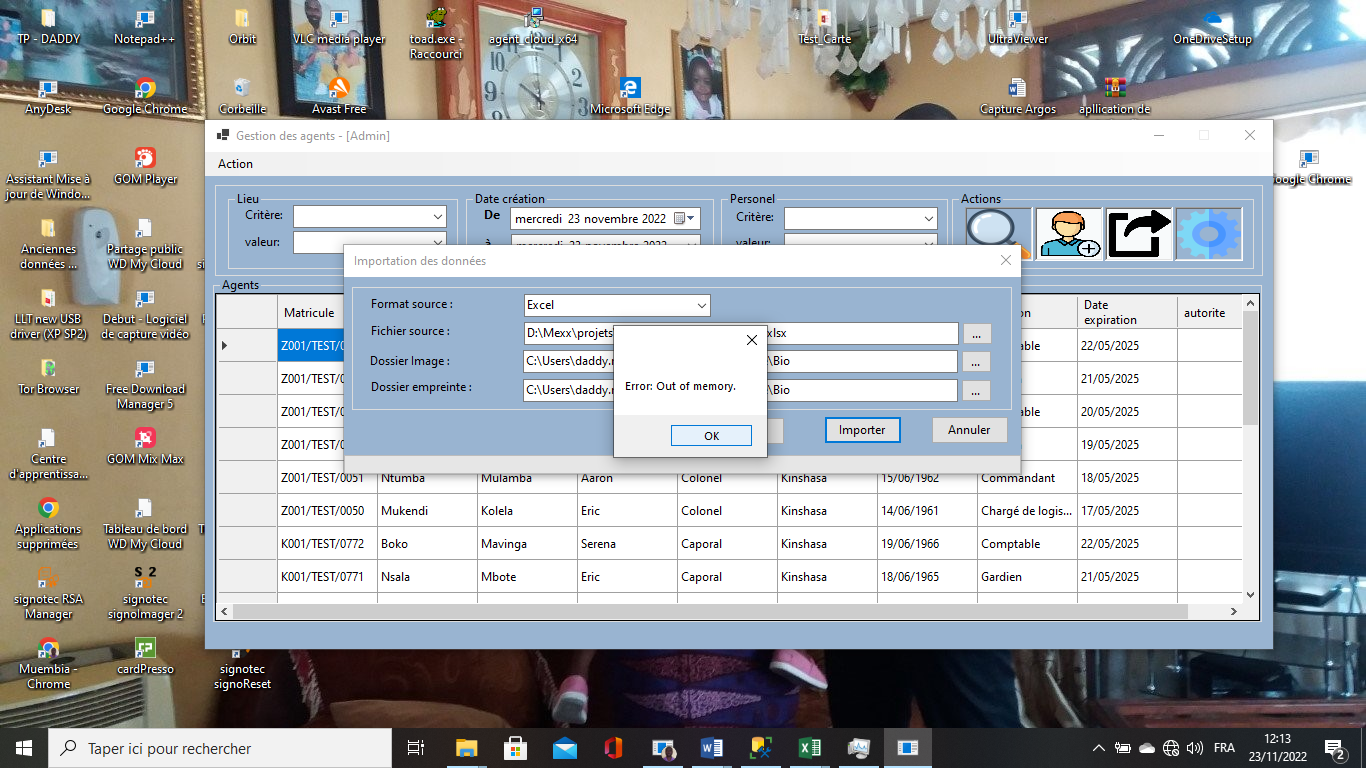 TP - DADDY
Notepad++
Orbit
VLC media player
toad.exe -
Raccourci
agent_cloud_x64
Test_Carte
UltraViewer
OneDriveSetup
AnyDesk
Google Chrome
Corbeille
Avast Free
Microsoft Edge
Capture Argos
apllication de
Assistant Mise à
jour de Windo...
GOM Player
Google Chrome
Anciennes
données ...
Partage public
WD My Cloud
LLT new USB
driver (XP SP2)
Debut - Logiciel
de capture vidéo
Tor Browser
Free Download
Manager 5
Centre
d'apprentissa...
GOM Mix Max
Applications
supprimées
Tableau de bord
WD My Cloud
signotec RSA
Manager
S 2
signotec
signoImager 2
Muembia -
Chrome
cardPresso
signotec
signoReset
Gestion des agents - [Admin]
Action
Lieu
Critère:
valeur:
Date création
De
mercredi 23 novembre 2022
à
mercredi 23 novembre 2022
Personel
Critère:
valeur:
Actions
Agents
Matricule
Date
expiration
autorite
Z001/TEST/0
22/05/2025
Z001/TEST/0
21/05/2025
Z001/TEST/0
20/05/2025
Z001/TEST/0
19/05/2025
Z001/TEST/0051 Ntumba Mulamba Aaron Colonel Kinshasa 15/06/1962 Commandant 18/05/2025
Z001/TEST/0050 Mukendi Kolela Eric Colonel Kinshasa 14/06/1961 Chargé de logis... 17/05/2025
K001/TEST/0772 Boko Mavinga Serena Caporal Kinshasa 19/06/1966 Comptable 22/05/2025
K001/TEST/0771 Nsala Mbote Eric Caporal Kinshasa 18/06/1965 Gardien 21/05/2025
Importation des données
Format source :
Excel
Fichier source :
D:\Mexx\projets
xlsx
...
Dossier Image :
C:\Users\daddy.
\Bio
...
Dossier empreinte :
C:\Users\daddy.
\Bio
...
Importer
Annuler
Error: Out of memory.
OK
Taper ici pour rechercher
FRA
12:13
23/11/2022
2